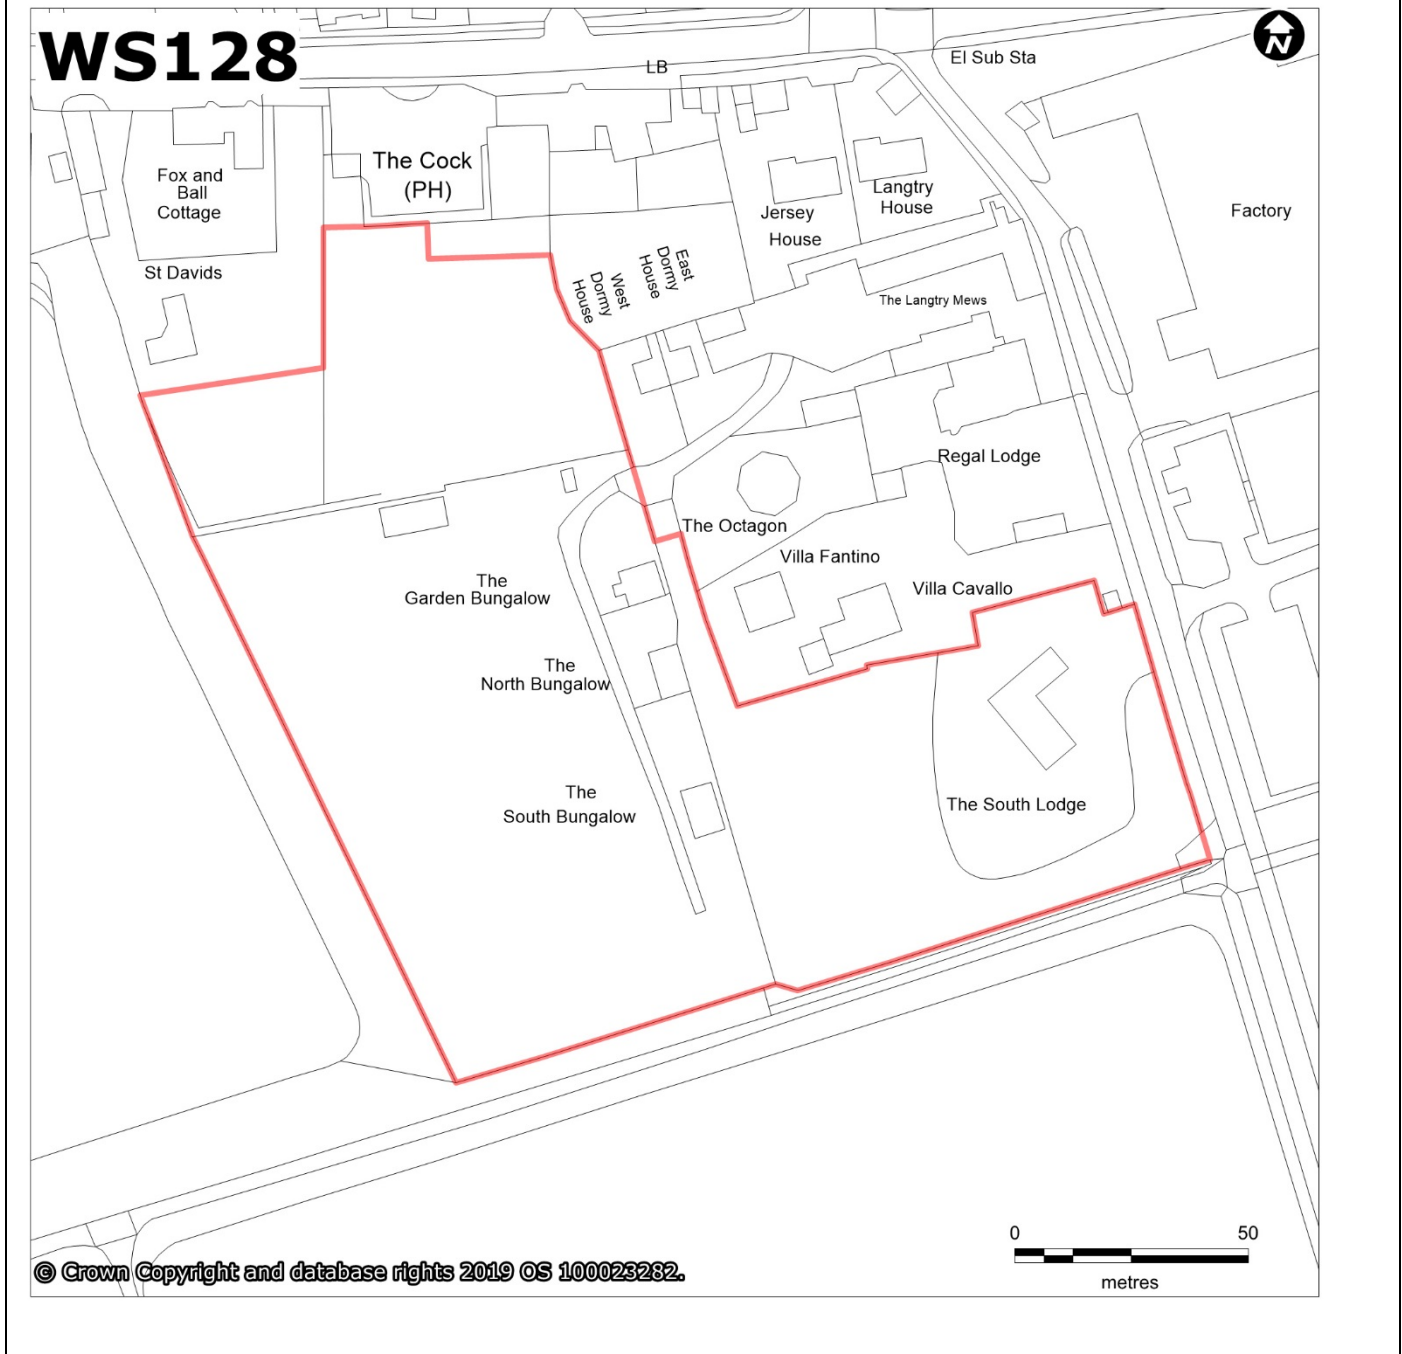 WS128
N
LB
El Sub Sta
The Cock
(PH)
Fox and
Ball
Cottage
Langtry
House
Jersey
House
Factory
St Davids
East
Dormy
House
West
Dormy
House
The Langtry Mews
Regal Lodge
The Octagon
Villa Fantino
Villa Cavallo
The
Garden Bungalow
The
North Bungalow
The
South Bungalow
The South Lodge
0 50
metres
© Crown Copyright and database rights 2019 OS 100023282.